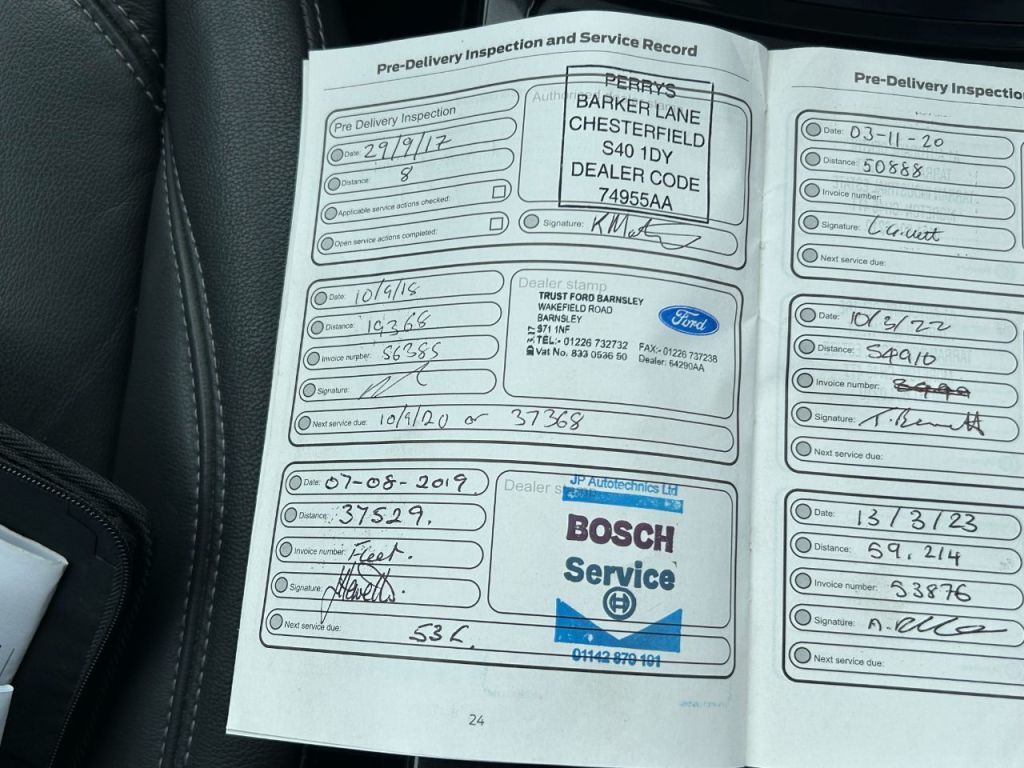 Pre-Delivery Inspection and Service Record
Pre Delivery Inspection
Date: 29/9/17
Distance: 8
Applicable service actions checked:
Open service actions completed:
PERRYS
BARKER LANE
CHESTERFIELD
S40 1DY
DEALER CODE
74955AA
Signature:
Date: 10/9/18
Distance: 19368
Invoice number: 56385
Signature:
Next service due: 10/9/20 or 37368
Dealer stamp
TRUST FORD BARNSLEY
WAKEFIELD ROAD
BARNSLEY
S71 1NF
TEL:- 01226 732732 FAX:- 01226 737238
Vat No. 833 0536 50 Dealer: 64290AA
Ford
Date: 07-08-2019
Distance: 37529.
Invoice number: Fleet.
Signature:
Next service due: 53K.
Dealer
JP Autotechnics Ltd
BOSCH
Service
01142 870 101
24
Pre-Delivery Inspection
Date: 03-11-20
Distance: 50888
Invoice number:
Signature:
Next service due:
Date: 10/3/22
Distance: 54910
Invoice number:
Signature: T. Bennett
Next service due:
Date: 13/3/23
Distance: 59.214
Invoice number: 53876
Signature:
Next service due: